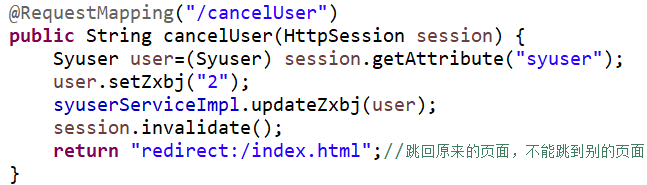 @RequestMapping("/cancelUser")
public String cancelUser(HttpSession session) {
    Syuser user=(Syuser) session.getAttribute("syuser");
    user.setZxbj("2");
    syuserServiceImpl.updateZxbj(user);
    session.invalidate();
    return "redirect:/index.html";//跳回原来的页面，不能跳到别的页面
}